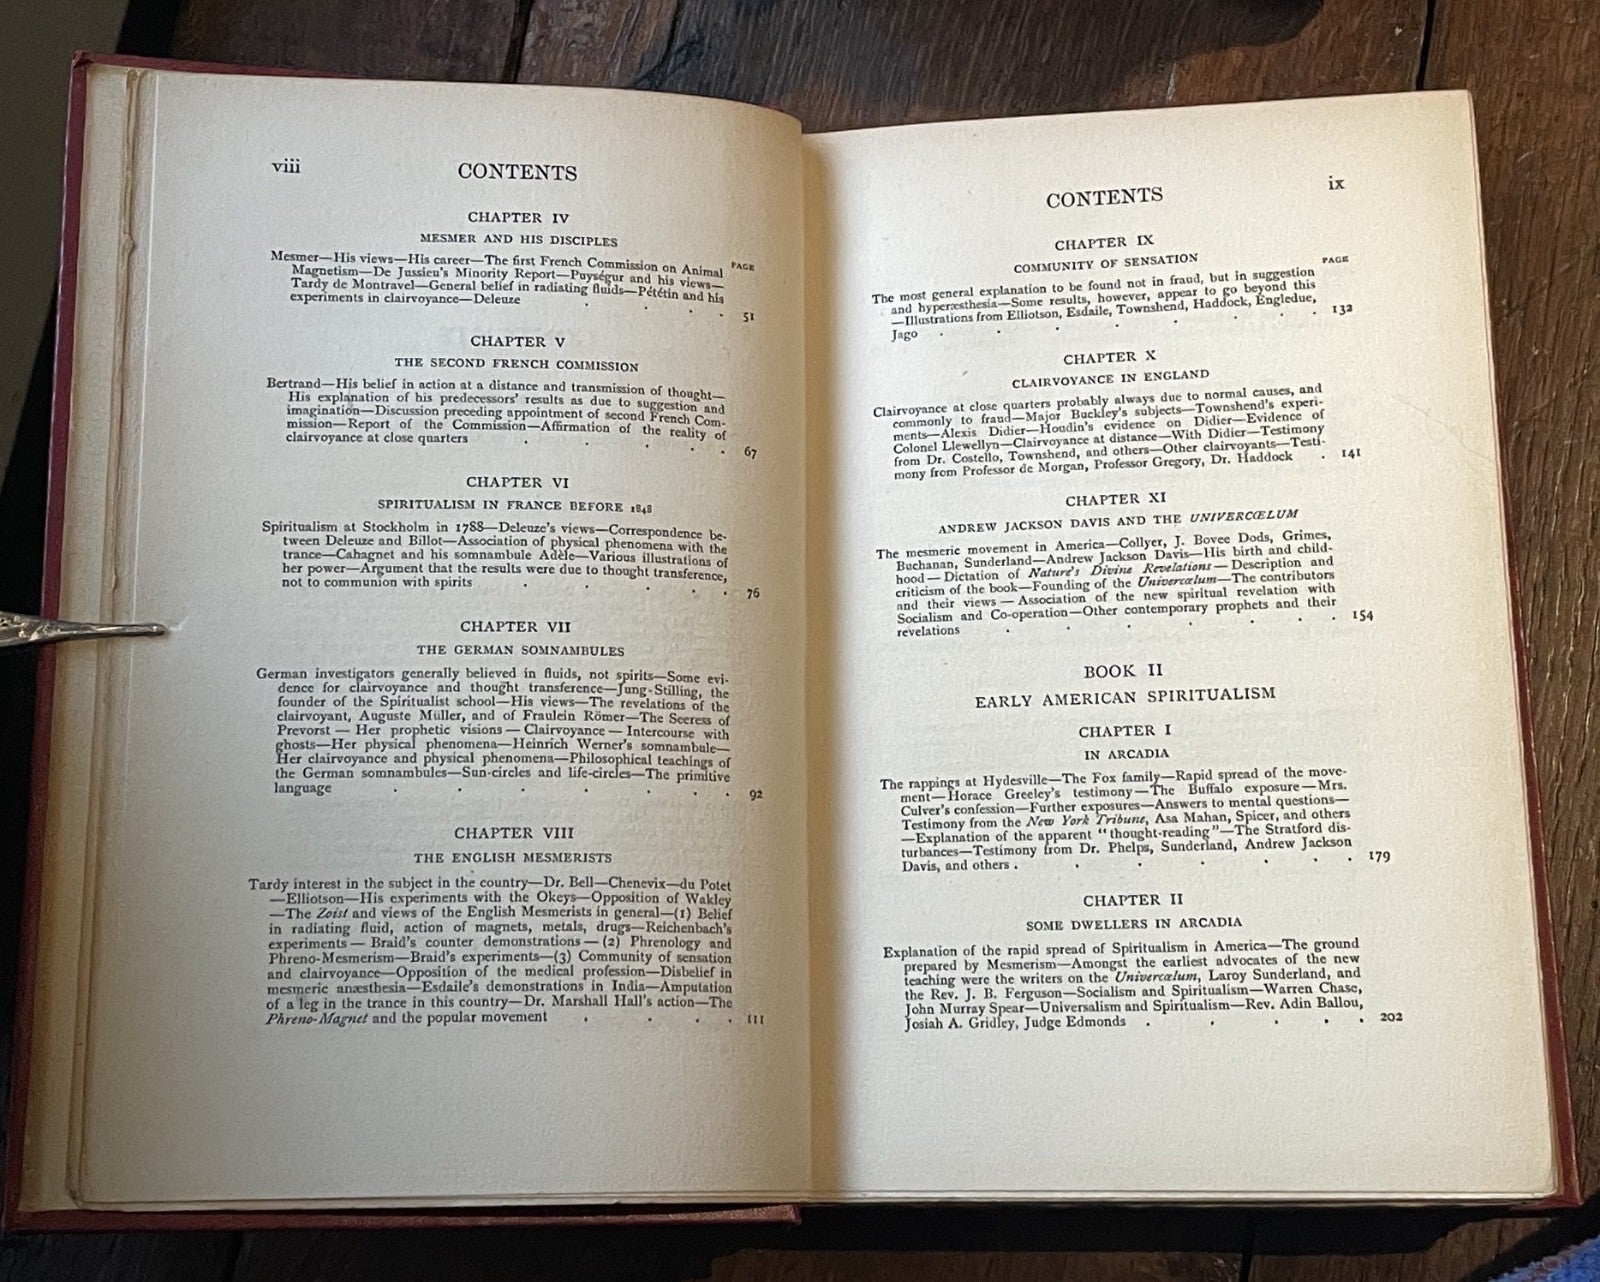 viii
CONTENTS
CHAPTER IV
MESMER AND HIS DISCIPLES
PAGE
Mesmer—His views—His career—The first French Commission on Animal
Magnetism—De Jussieu's Minority Report—Puységur and his views—
Tardy de Montravel—General belief in radiating fluids—Pététin and his
experiments in clairvoyance—Deleuze . . . . 51
CHAPTER V
THE SECOND FRENCH COMMISSION
Bertrand—His belief in action at a distance and transmission of thought—
His explanation of his predecessors' results as due to suggestion and
imagination—Discussion preceding appointment of second French Com-
mission—Report of the Commission—Affirmation of the reality of
clairvoyance at close quarters . . . . 67
CHAPTER VI
SPIRITUALISM IN FRANCE BEFORE 1848
Spiritualism at Stockholm in 1788—Deleuze's views—Correspondence be-
tween Deleuze and Billot—Association of physical phenomena with the
trance—Cahagnet and his somnambule Adèle—Various illustrations of
her power—Argument that the results were due to thought transference,
not to communion with spirits . . . . . 76
CHAPTER VII
THE GERMAN SOMNAMBULES
German investigators generally believed in fluids, not spirits—Some evi-
dence for clairvoyance and thought transference—Jung-Stilling, the
founder of the Spiritualist school—His views—The revelations of the
clairvoyant, Auguste Müller, and of Fraulein Römer—The Seeress of
Prevorst — Her prophetic visions — Clairvoyance — Intercourse with
ghosts—Her physical phenomena—Heinrich Werner's somnambule—
Her clairvoyance and physical phenomena—Philosophical teachings of
the German somnambules—Sun-circles and life-circles—The primitive
language . . . . . . . 92
CHAPTER VIII
THE ENGLISH MESMERISTS
Tardy interest in the subject in the country—Dr. Bell—Chenevix—du Potet
—Elliotson—His experiments with the Okeys—Opposition of Wakley
—The Zoist and views of the English Mesmerists in general—(1) Belief
in radiating fluid, action of magnets, metals, drugs—Reichenbach's
experiments — Braid's counter demonstrations — (2) Phrenology and
Phreno-Mesmerism—Braid's experiments—(3) Community of sensation
and clairvoyance—Opposition of the medical profession—Disbelief in
mesmeric anæsthesia—Esdaile's demonstrations in India—Amputation
of a leg in the trance in this country—Dr. Marshall Hall's action—The
Phreno-Magnet and the popular movement . . . . 111
CONTENTS
ix
CHAPTER IX
COMMUNITY OF SENSATION
PAGE
The most general explanation to be found not in fraud, but in suggestion
and hyperæsthesia—Some results, however, appear to go beyond this
—Illustrations from Elliotson, Esdaile, Townshend, Haddock, Engledue,
Jago . . . . . . . 132
CHAPTER X
CLAIRVOYANCE IN ENGLAND
Clairvoyance at close quarters probably always due to normal causes, and
commonly to fraud—Major Buckley's subjects—Townshend's experi-
ments—Alexis Didier—Houdin's evidence on Didier—Evidence of
Colonel Llewellyn—Clairvoyance at distance—With Didier—Testimony
from Dr. Costello, Townshend, and others—Other clairvoyants—Testi-
mony from Professor de Morgan, Professor Gregory, Dr. Haddock . 141
CHAPTER XI
ANDREW JACKSON DAVIS AND THE UNIVERCŒLUM
The mesmeric movement in America—Collyer, J. Bovee Dods, Grimes,
Buchanan, Sunderland—Andrew Jackson Davis—His birth and child-
hood — Dictation of Nature's Divine Revelations — Description and
criticism of the book—Founding of the Univercœlum—The contributors
and their views — Association of the new spiritual revelation with
Socialism and Co-operation—Other contemporary prophets and their
revelations . . . . . . 154
BOOK II
EARLY AMERICAN SPIRITUALISM
CHAPTER I
IN ARCADIA
The rappings at Hydesville—The Fox family—Rapid spread of the move-
ment—Horace Greeley's testimony—The Buffalo exposure—Mrs.
Culver's confession—Further exposures—Answers to mental questions—
Testimony from the New York Tribune, Asa Mahan, Spicer, and others
—Explanation of the apparent "thought-reading"—The Stratford dis-
turbances—Testimony from Dr. Phelps, Sunderland, Andrew Jackson
Davis, and others . . . . . . . 179
CHAPTER II
SOME DWELLERS IN ARCADIA
Explanation of the rapid spread of Spiritualism in America—The ground
prepared by Mesmerism—Amongst the earliest advocates of the new
teaching were the writers on the Univercœlum, Laroy Sunderland, and
the Rev. J. B. Ferguson—Socialism and Spiritualism—Warren Chase,
John Murray Spear—Universalism and Spiritualism—Rev. Adin Ballou,
Josiah A. Gridley, Judge Edmonds . . . . . 202